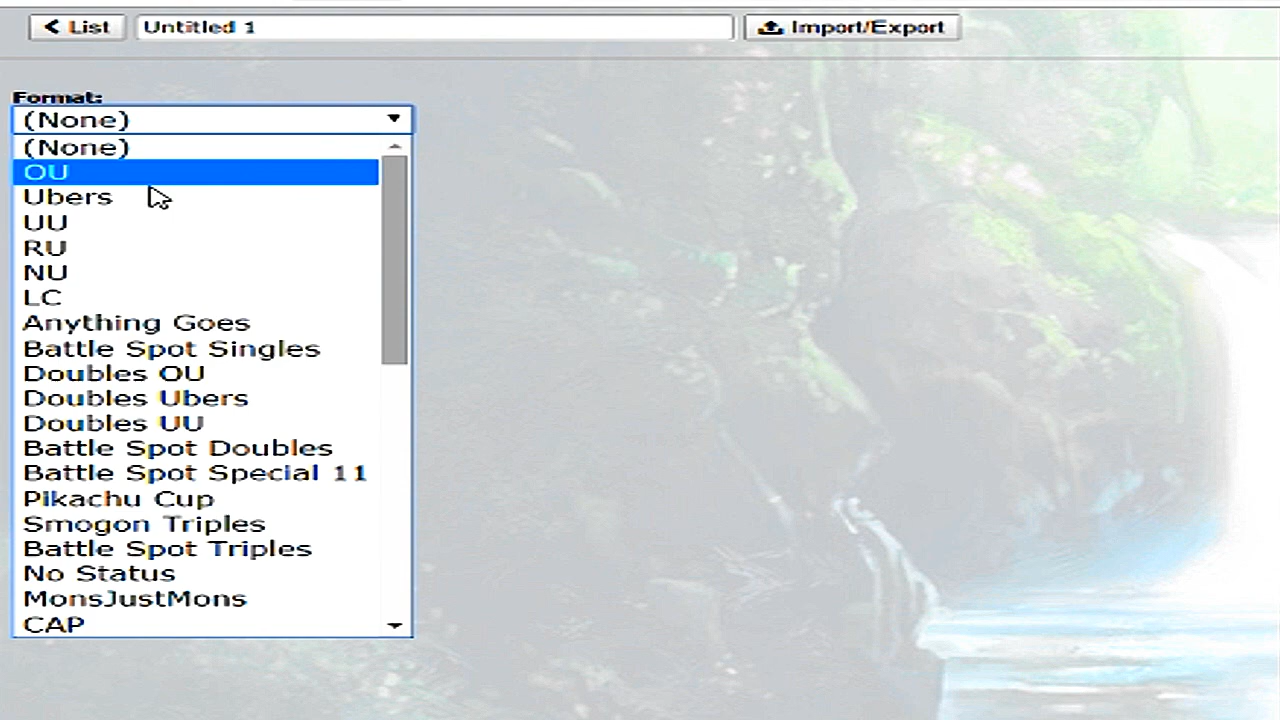 List
Untitled 1
Import/Export
Format:
(None)
(None)
OU
Ubers
UU
RU
NU
LC
Anything Goes
Battle Spot Singles
Doubles OU
Doubles Ubers
Doubles UU
Battle Spot Doubles
Battle Spot Special 11
Pikachu Cup
Smogon Triples
Battle Spot Triples
No Status
MonsJustMons
CAP